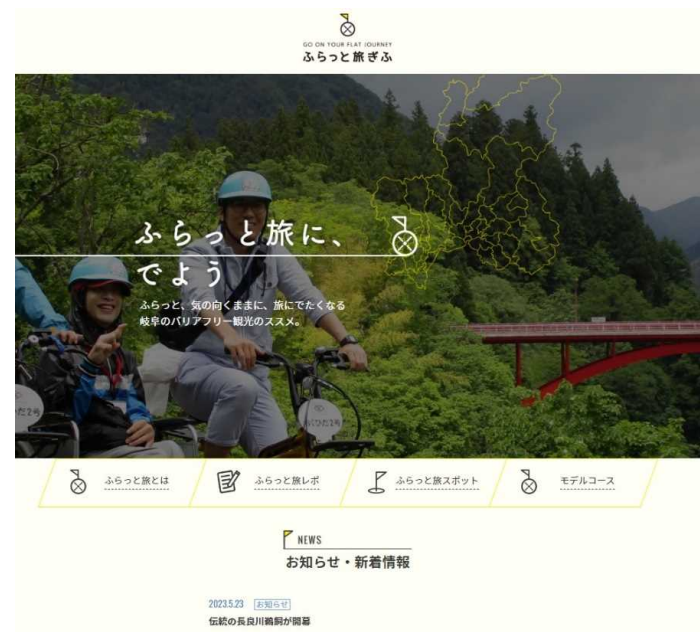 GO ON YOUR FLAT JOURNEY
ふらっと旅ぎふ
ふらっと旅に、
でよう
ふらっと、気の向くままに、旅にでたくなる
岐阜のバリアフリー観光のススメ。
ふらっと旅とは
ふらっと旅レポ
ふらっと旅スポット
モデルコース
NEWS
お知らせ・新着情報
2023.5.23 お知らせ
伝統の長良川鵜飼が開幕